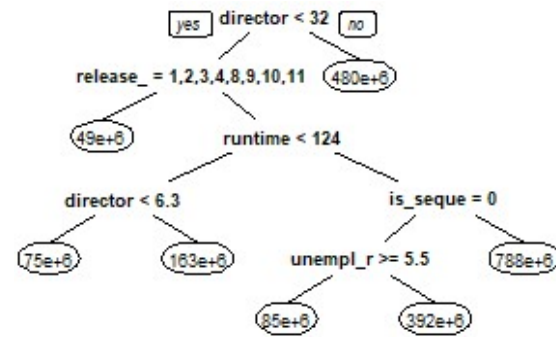 yes director < 32 no
release_ = 1,2,3,4,8,9,10,11 480e+6
49e+6 runtime < 124
director < 6.3 is_seque = 0
75e+6 163e+6 unempl_r >= 5.5 788e+6
85e+6 392e+6